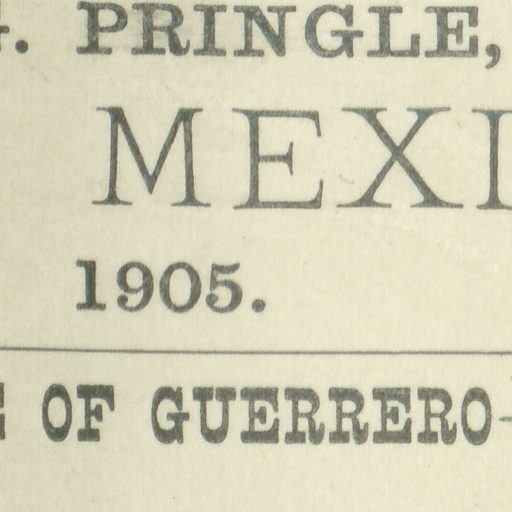 . PRINGLE,
MEXI
1905.
OF GUERRERO-